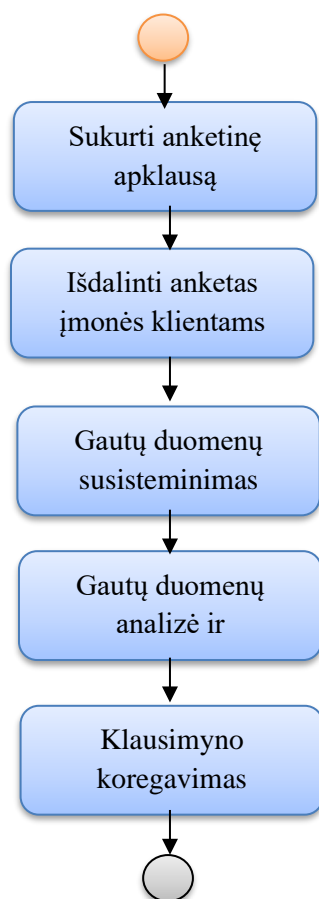 Sukurti anketinę
apklausą
Išdalinti anketas
įmonės klientams
Gautų duomenų
susisteminimas
Gautų duomenų
analizė ir
Klausimyno
koregavimas